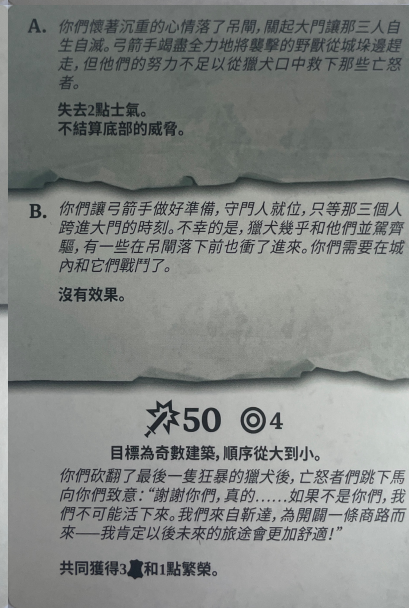 A. 你們懷著沉重的心情落了吊閘，關起大門讓那三人自
生自滅。弓箭手竭盡全力地將襲擊的野獸從城垛邊趕
走，但他們的努力不足以從獵犬口中救下那些亡怒
者。
失去2點士氣。
不結算底部的威脅。
B. 你們讓弓箭手做好準備，守門人就位，只等那三個人
跨進大門的時刻。不幸的是，獵犬幾乎和他們並駕齊
驅，有一些在吊閘落下前也衝了進來。你們需要在城
內和它們戰鬥了。
沒有效果。
50 4
目標為奇數建築，順序從大到小。
你們砍翻了最後一隻狂暴的獵犬後，亡怒者們跳下馬
向你們致意：“謝謝你們，真的……如果不是你們，我
們不可能活下來。我們來自靳達，為開闢一條商路而
來——我肯定以後未來的旅途會更加舒適！”
共同獲得3和1點繁榮。